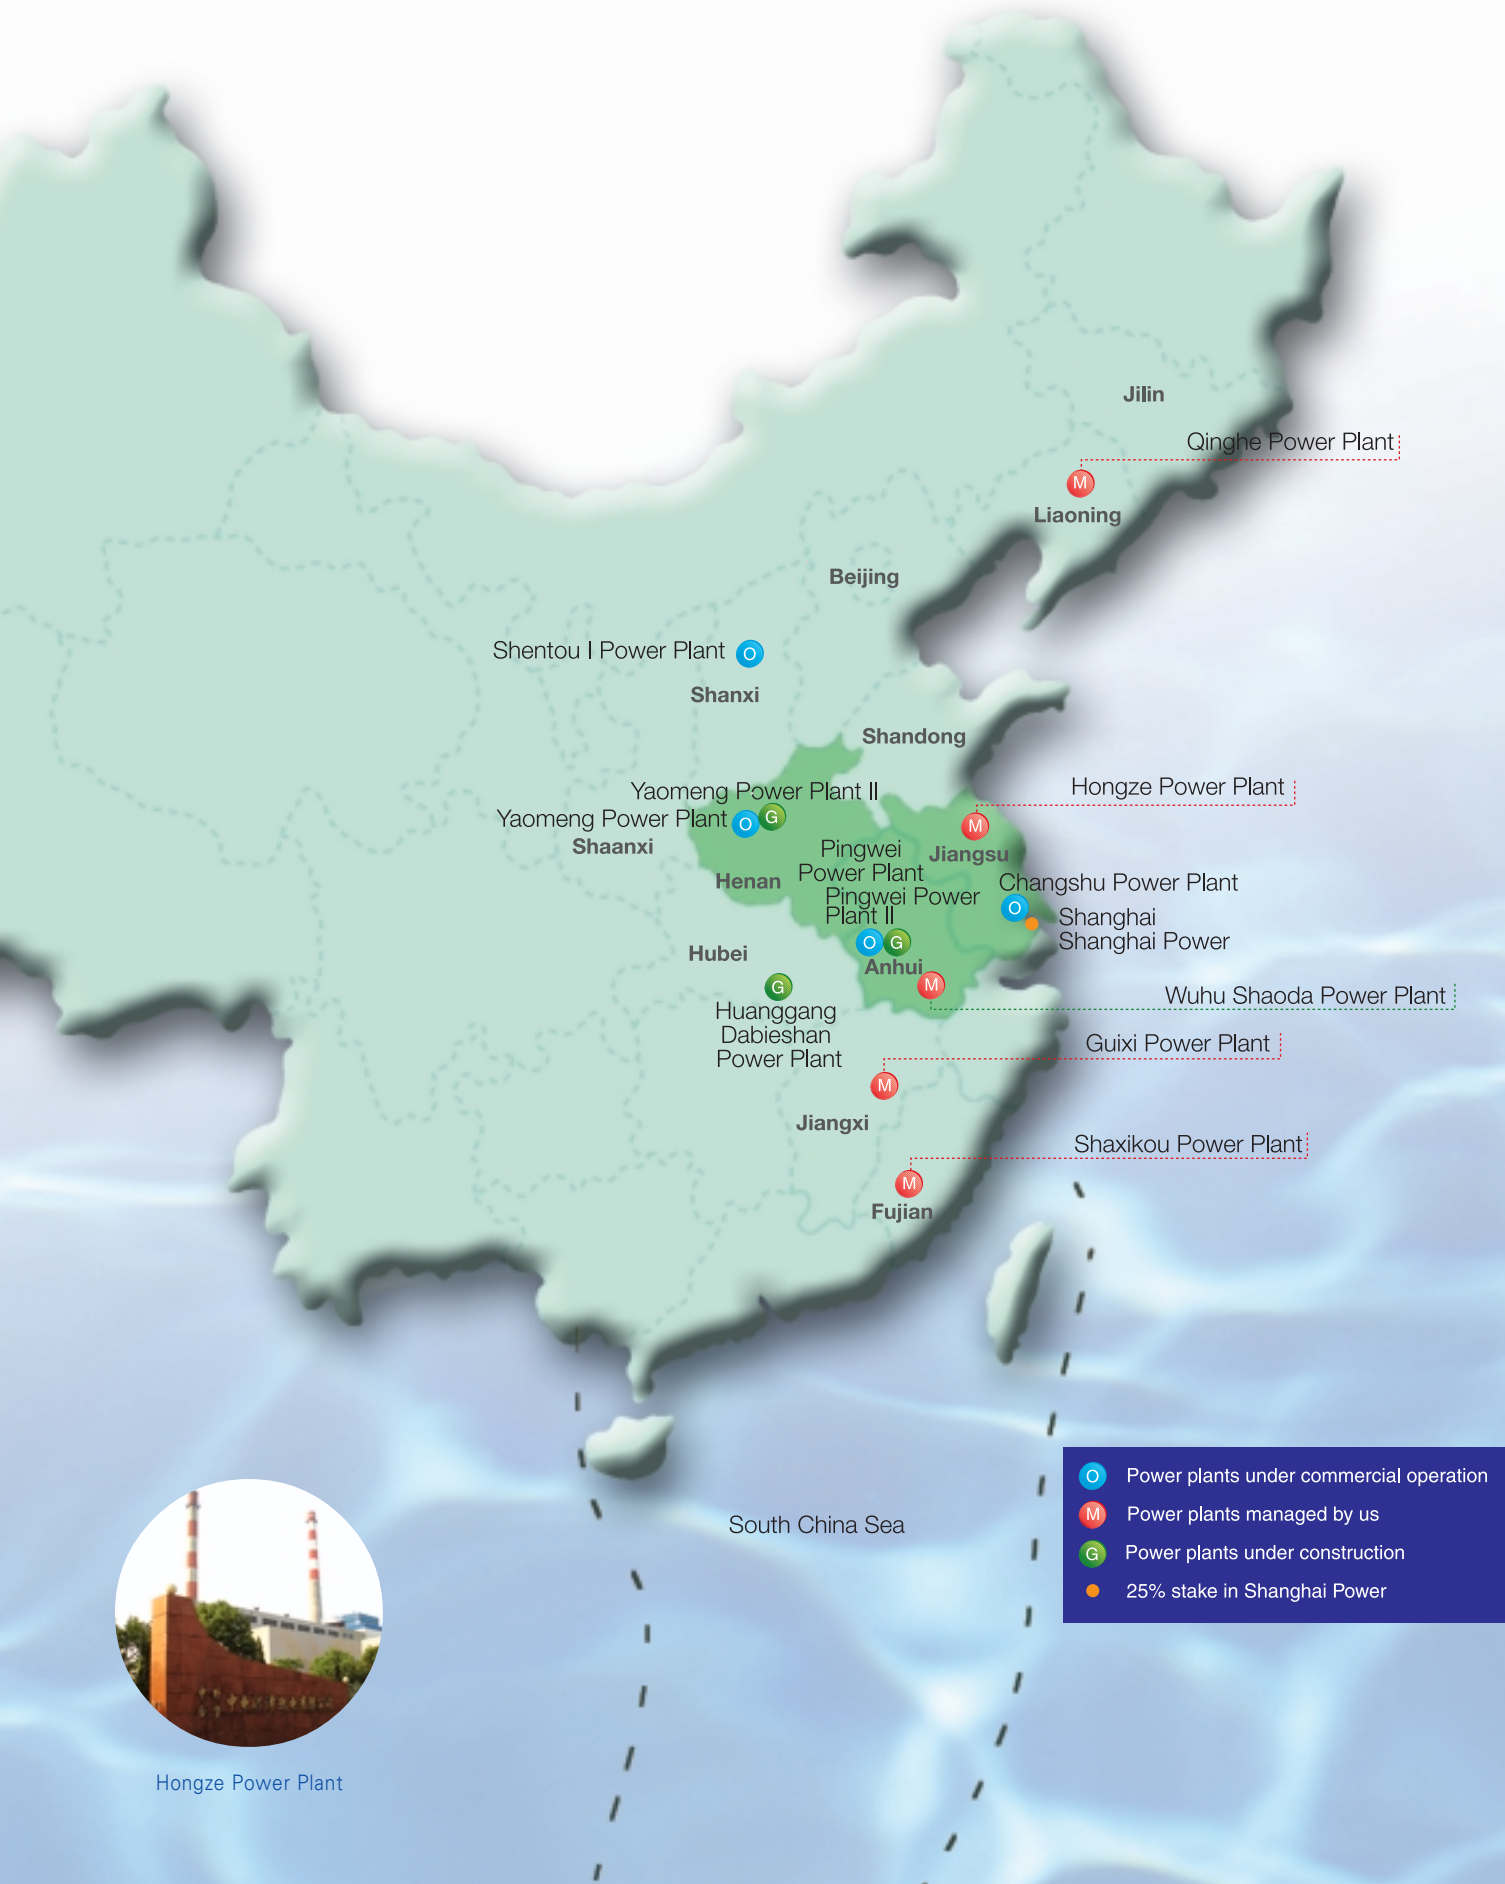 Jilin
Qinghe Power Plant
M
Liaoning
Beijing
Shentou I Power Plant
O
Shanxi
Shandong
Hongze Power Plant
Yaomeng Power Plant II
Yaomeng Power Plant
O
G
M
Shaanxi
Pingwei
Power Plant
Jiangsu
Henan
Changshu Power Plant
Pingwei Power
Plant II
O
Shanghai
Shanghai Power
O
G
Hubei
Anhui
M
G
Wuhu Shaoda Power Plant
Huanggang
Dabieshan
Power Plant
Guixi Power Plant
M
Jiangxi
Shaxikou Power Plant
M
Fujian
O Power plants under commercial operation
M Power plants managed by us
G Power plants under construction
25% stake in Shanghai Power
South China Sea
Hongze Power Plant